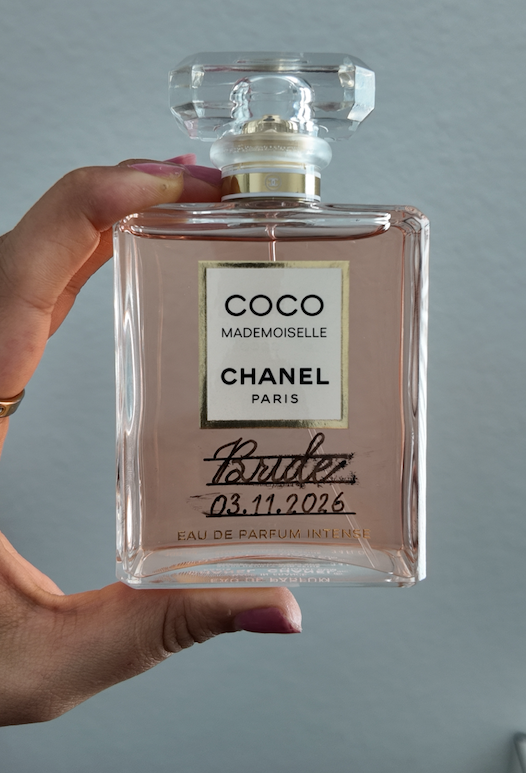 COCO
MADEMOISELLE
CHANEL
PARIS
Bride
03.11.2026
EAU DE PARFUM INTENSE